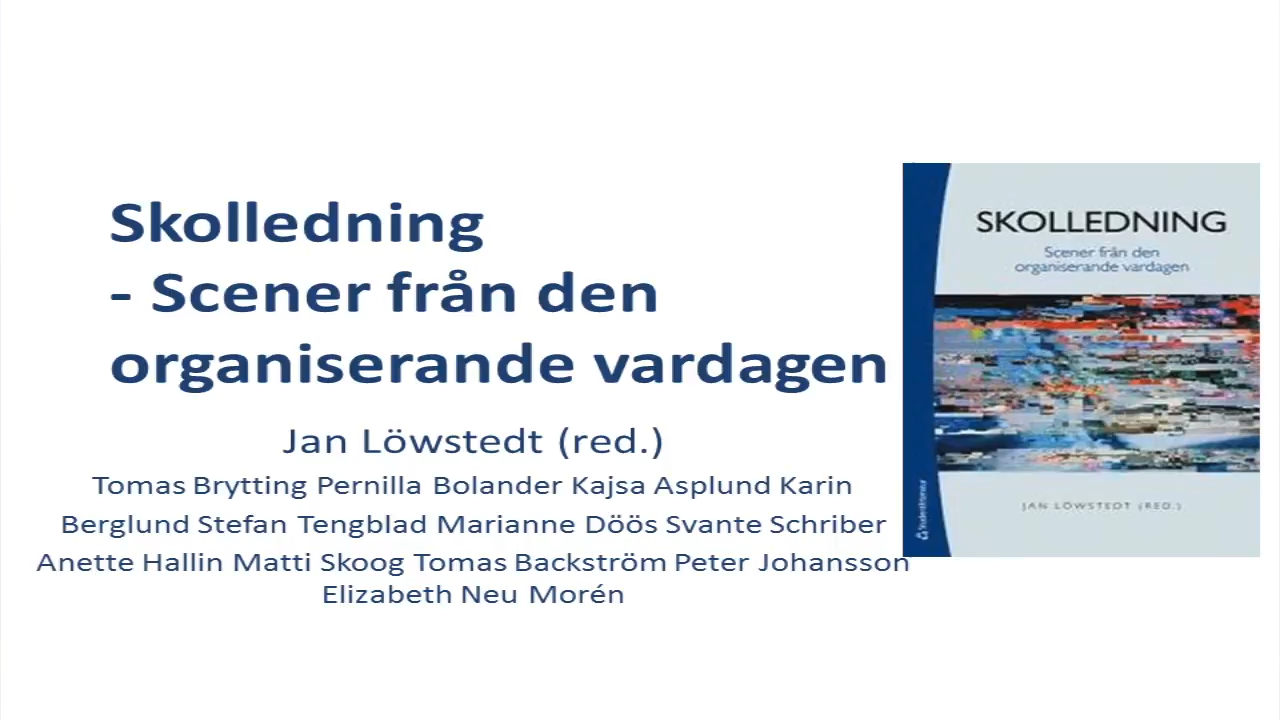 Skolledning
- Scener från den
organiserande vardagen
Jan Löwstedt (red.)
Tomas Brytting Pernilla Bolander Kajsa Asplund Karin
Berglund Stefan Tengblad Marianne Döös Svante Schriber
Anette Hallin Matti Skoog Tomas Backström Peter Johansson
Elizabeth Neu Morén
SKOLLEDNING
Scener från den
organiserande vardagen
JAN LÖWSTEDT (RED.)
Studentlitteratur